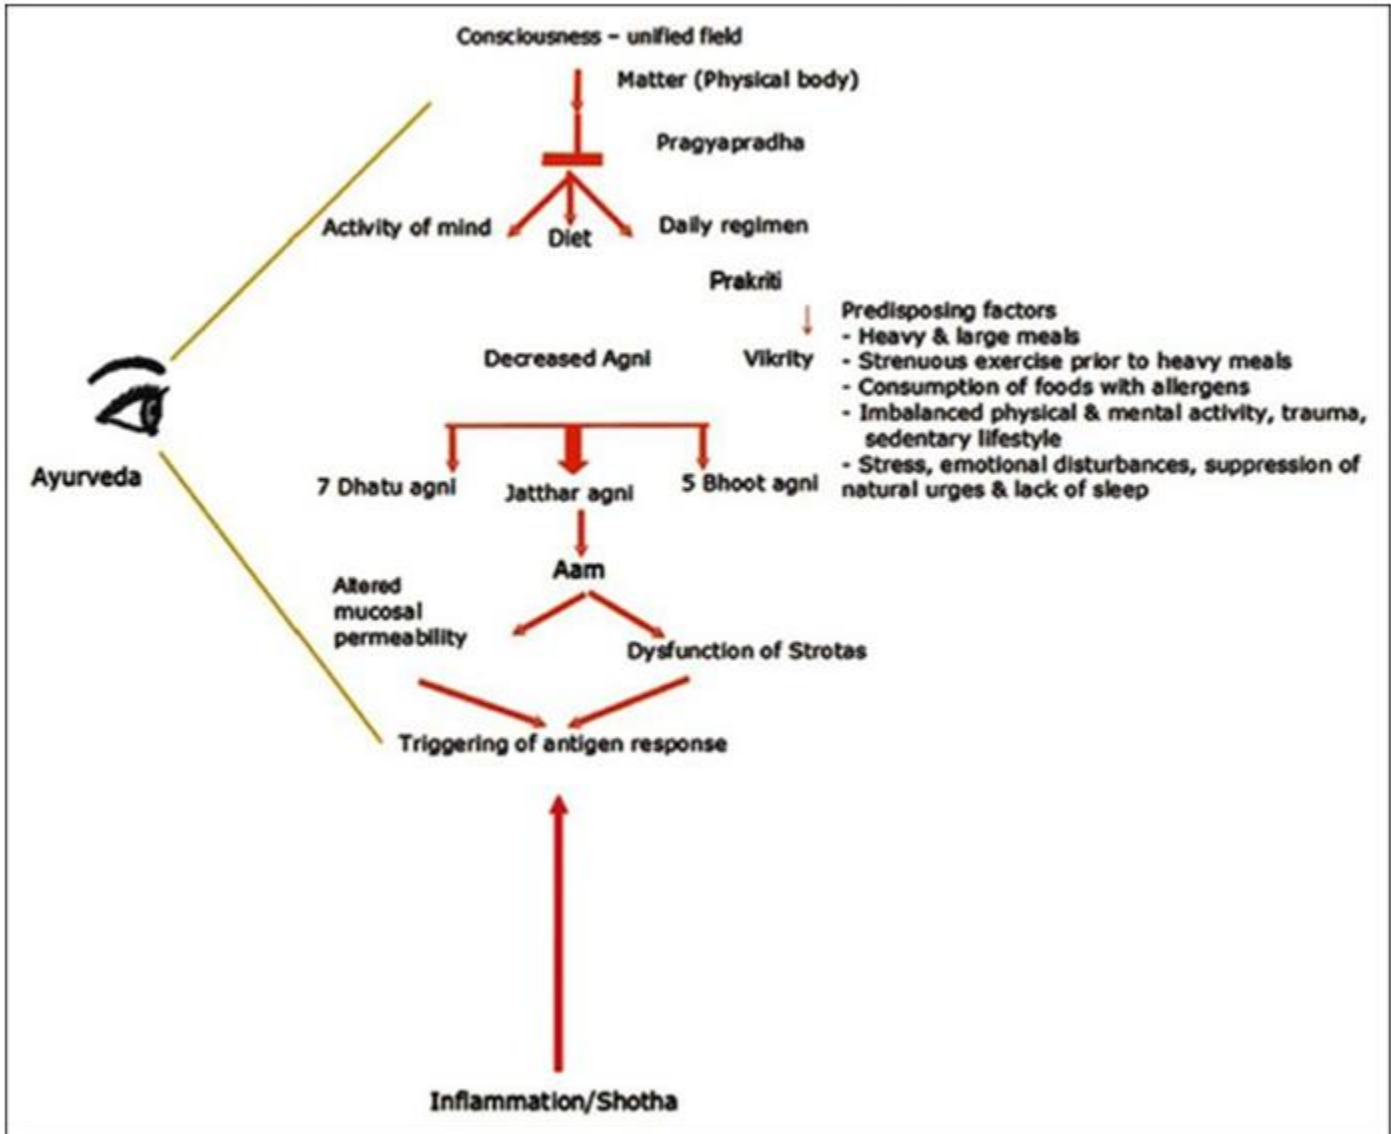 Consciousness – unified field
Matter (Physical body)
Pragyapradha
Activity of mind
Diet
Daily regimen
Prakriti
Predisposing factors
- Heavy & large meals
Decreased Agni
Vikrity
- Strenuous exercise prior to heavy meals
- Consumption of foods with allergens
- Imbalanced physical & mental activity, trauma,
sedentary lifestyle
- Stress, emotional disturbances, suppression of
natural urges & lack of sleep
Ayurveda
7 Dhatu agni
Jatthar agni
5 Bhoot agni
Aam
Altered
mucosal
permeability
Dysfunction of Strotas
Triggering of antigen response
Inflammation/Shotha